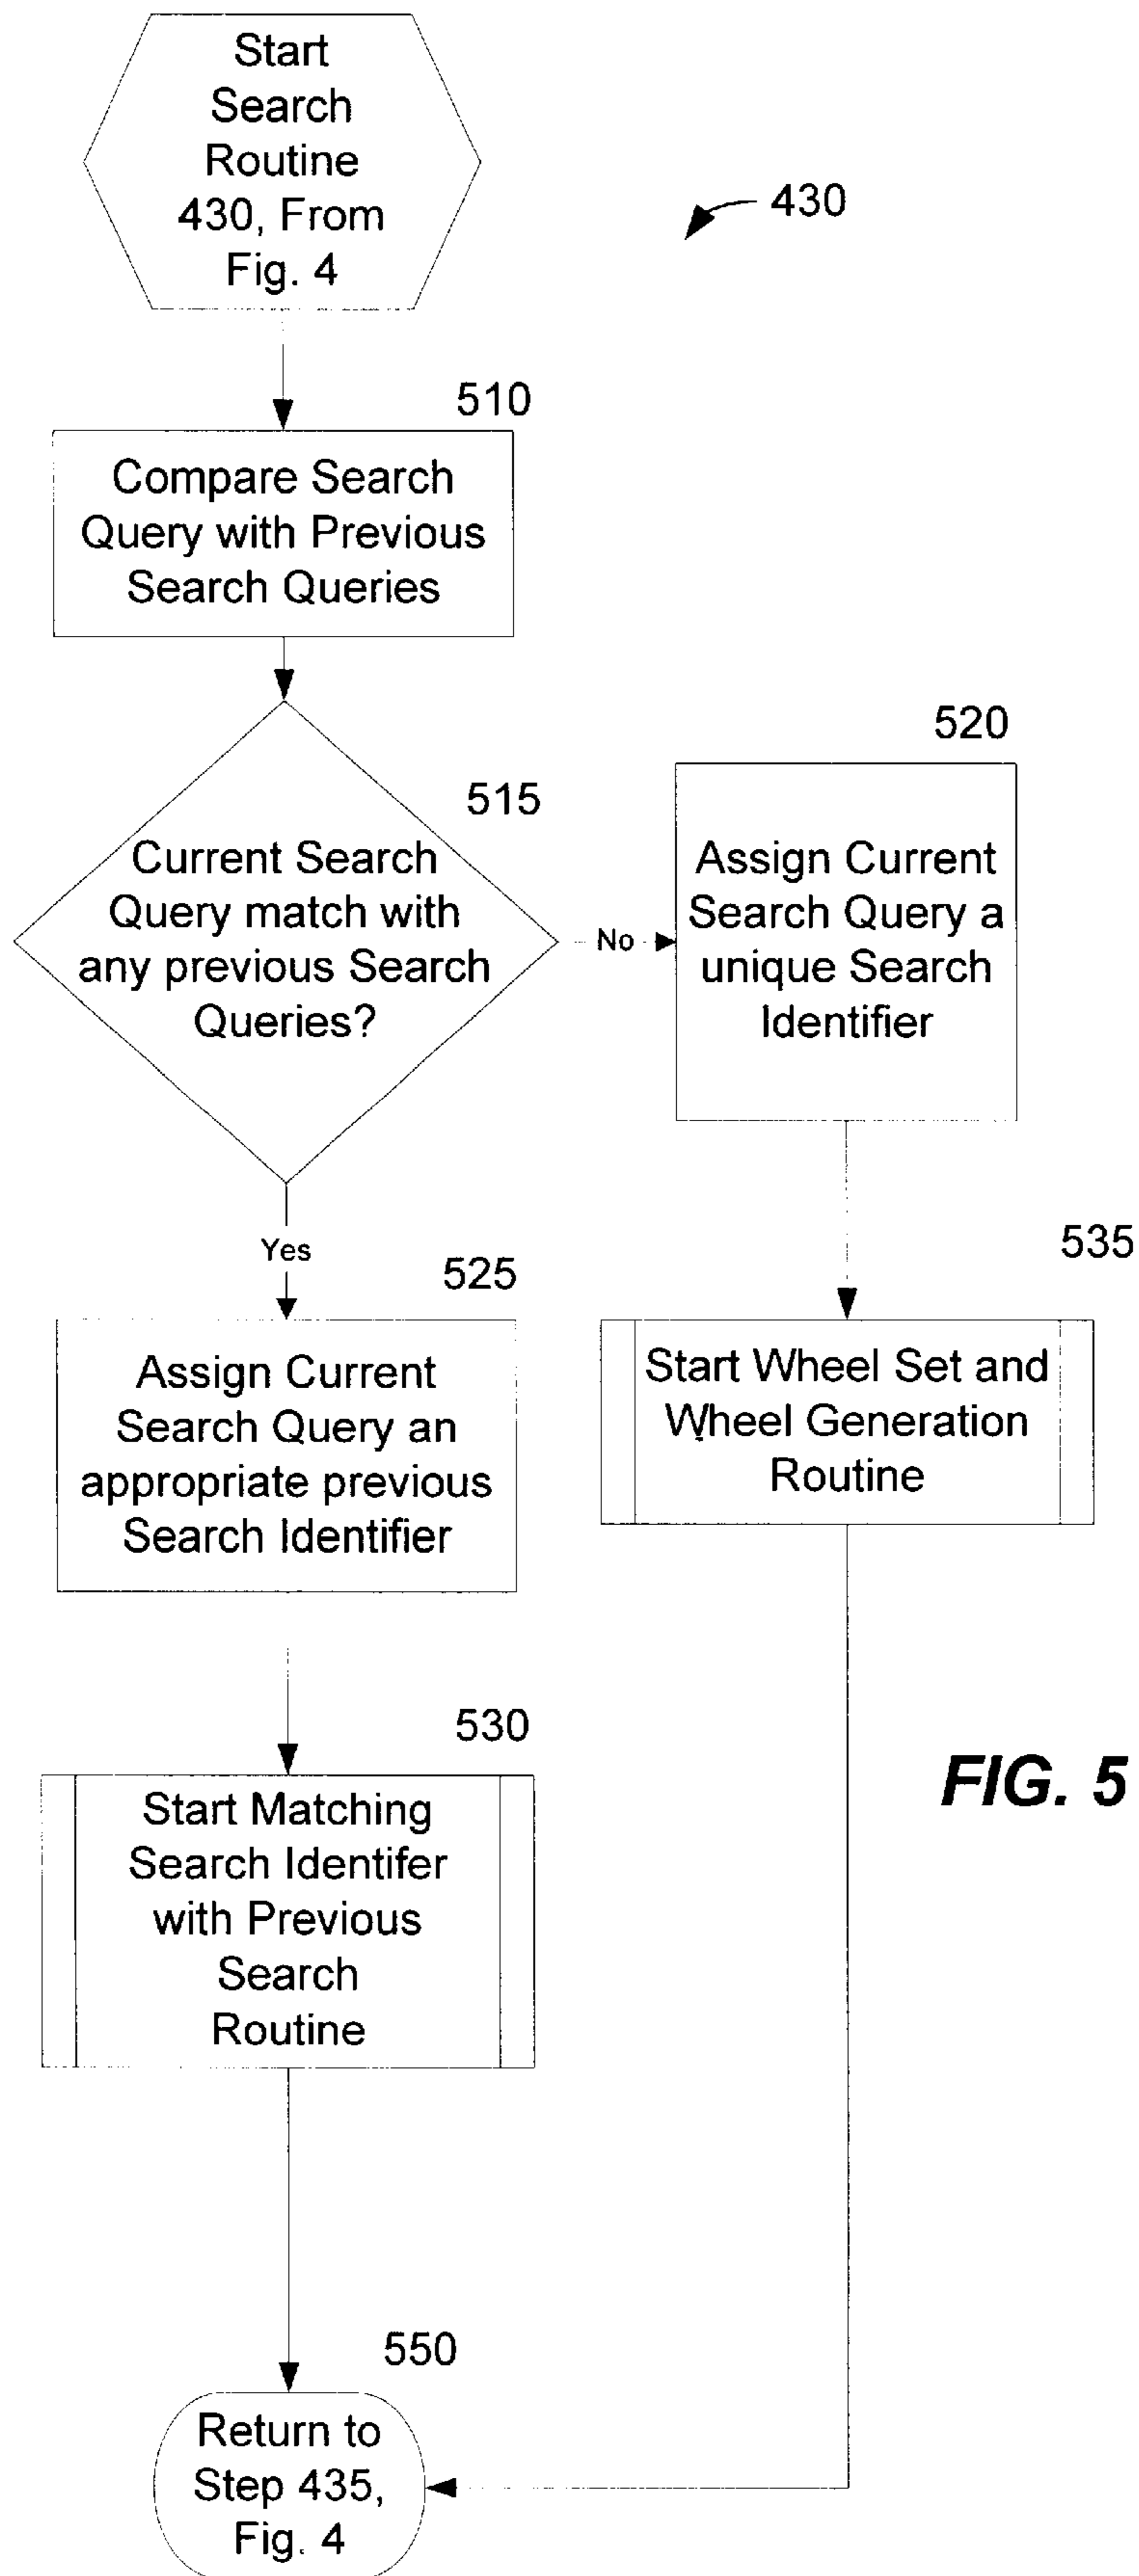 Start
Search
Routine
430, From
Fig. 4
430
510
Compare Search
Query with Previous
Search Queries
515
Current Search
Query match with
any previous Search
Queries?
No
520
Assign Current
Search Query a
unique Search
Identifier
Yes
525
Assign Current
Search Query an
appropriate previous
Search Identifier
535
Start Wheel Set and
Wheel Generation
Routine
530
Start Matching
Search Identifer
with Previous
Search
Routine
FIG. 5
550
Return to
Step 435,
Fig. 4